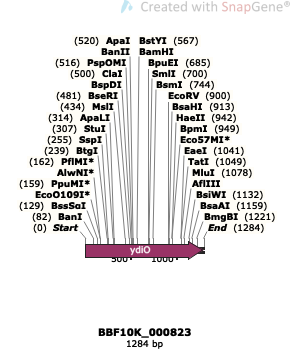 Created with SnapGene®
(520) ApaI BstYI (567)
BanII BamHI
(516) PspOMI BpuEI (685)
(500) ClaI SmlI (700)
BspDI BsmI (744)
(481) BseRI EcoRV (900)
(434) MslI BsaHI (913)
(314) ApaLI HaeII (942)
(307) StuI BpmI (949)
(255) SspI Eco57MI*
(239) BtgI EaeI (1041)
(162) PflMI* TatI (1049)
AlwNI* MluI (1078)
(159) PpuMI* AflIII
EcoO109I* BsiWI (1132)
(129) BssSαI BsaAI (1159)
(82) BanI BmgBI (1221)
(0) Start End (1284)
ydiO
500 1000
BBF10K_000823
1284 bp